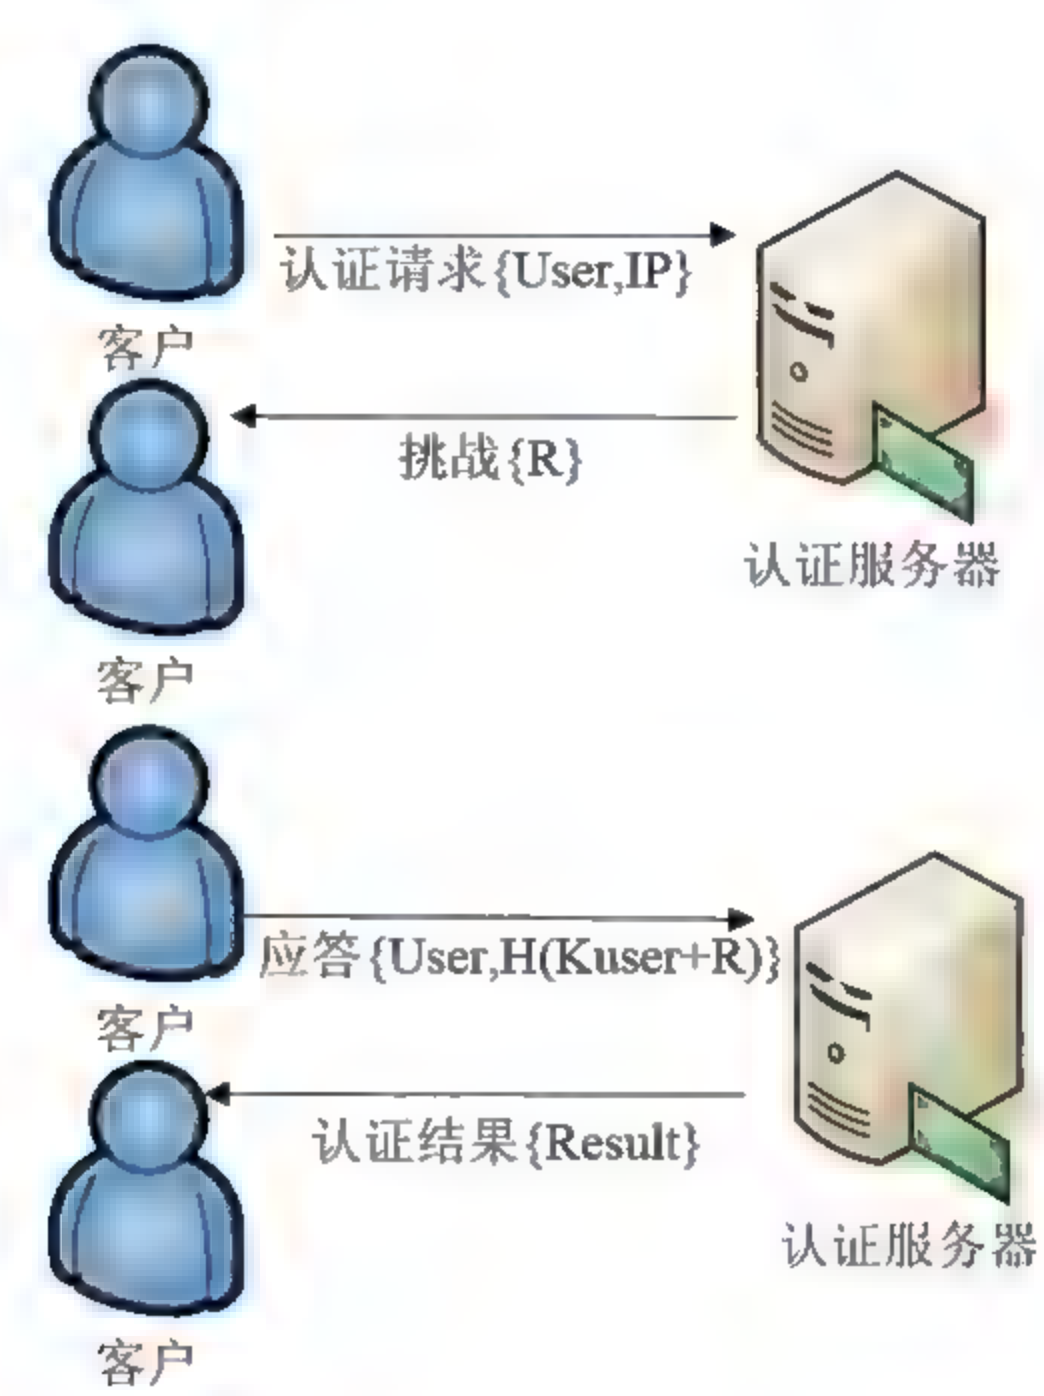 认证请求{User,IP}
客户
挑战{R}
认证服务器
客户
应答{User,H(Kuser+R)}
客户
认证结果{Result}
认证服务器
客户